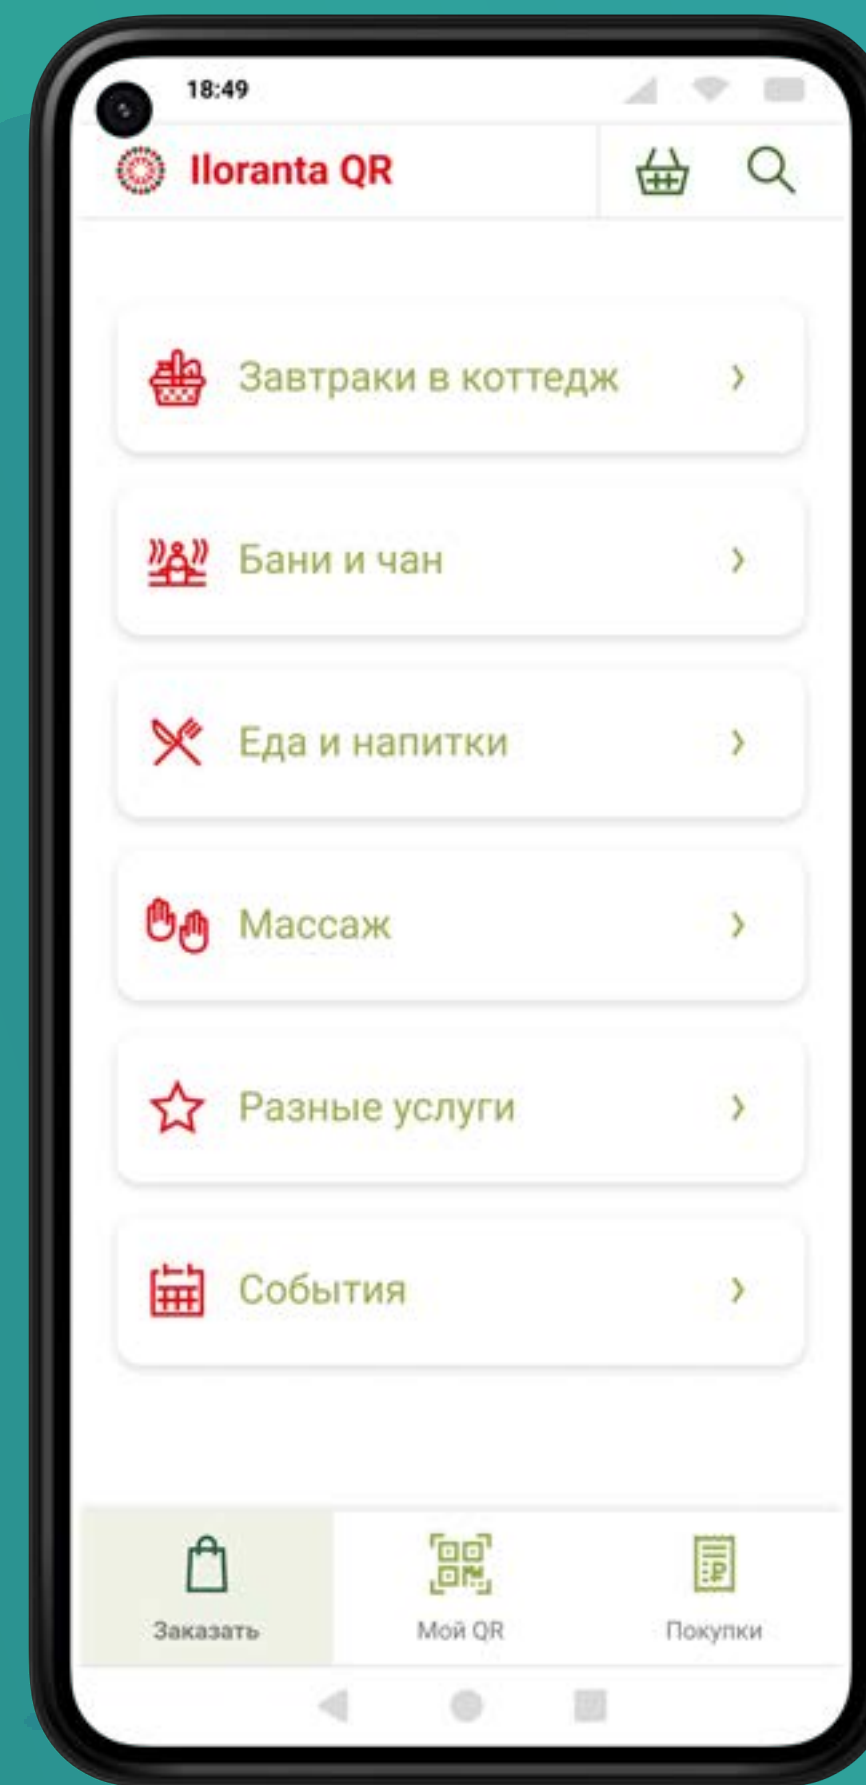 18:49
Iloranta QR
Завтраки в коттедж
Бани и чан
Еда и напитки
Массаж
Разные услуги
События
Заказать
Мой QR
Покупки